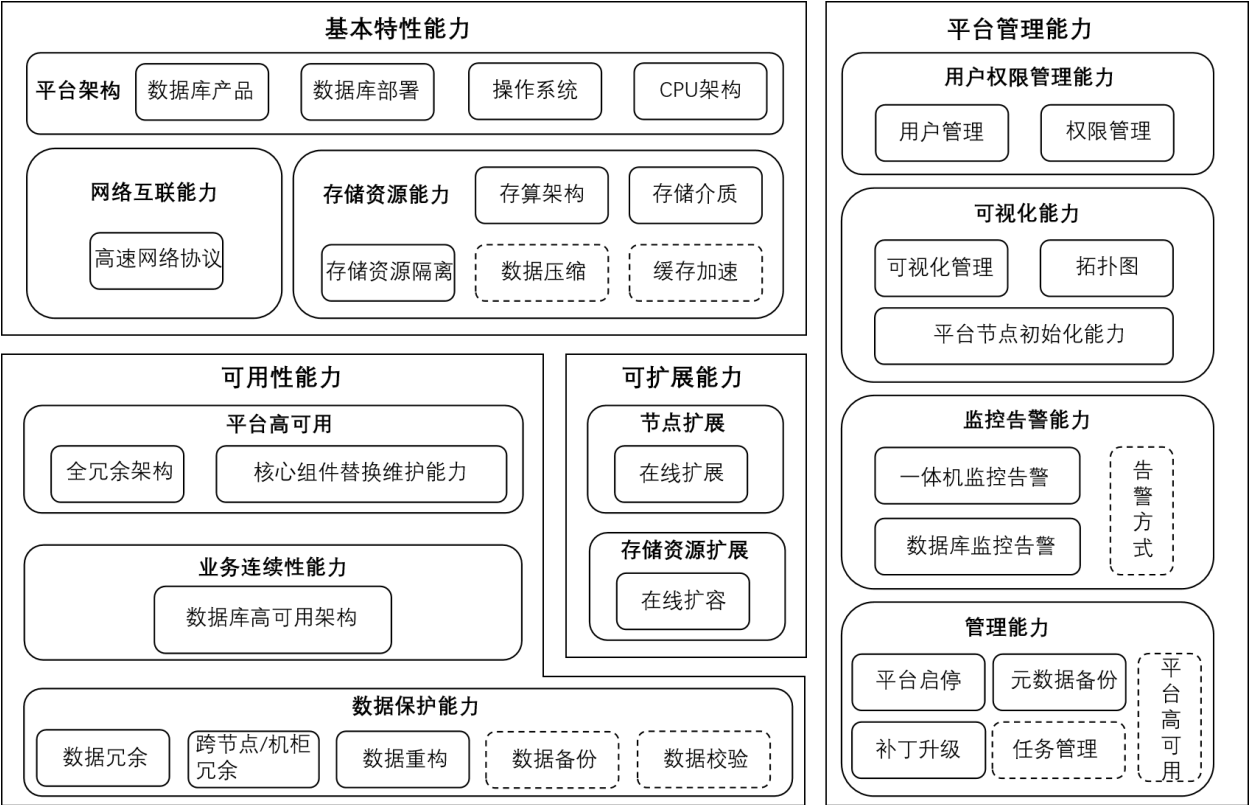 基本特性能力
平台架构
数据库产品
数据库部署
操作系统
CPU架构
网络互联能力
高速网络协议
存储资源能力
存算架构
存储介质
存储资源隔离
数据压缩
缓存加速
可用性能力
平台高可用
全冗余架构
核心组件替换维护能力
业务连续性能力
数据库高可用架构
数据保护能力
数据冗余
跨节点/机柜
冗余
数据重构
数据备份
数据校验
可扩展能力
节点扩展
在线扩展
存储资源扩展
在线扩容
平台管理能力
用户权限管理能力
用户管理
权限管理
可视化能力
可视化管理
拓扑图
平台节点初始化能力
监控告警能力
一体机监控告警
数据库监控告警
告警方式
管理能力
平台启停
元数据备份
补丁升级
任务管理
平台高可用